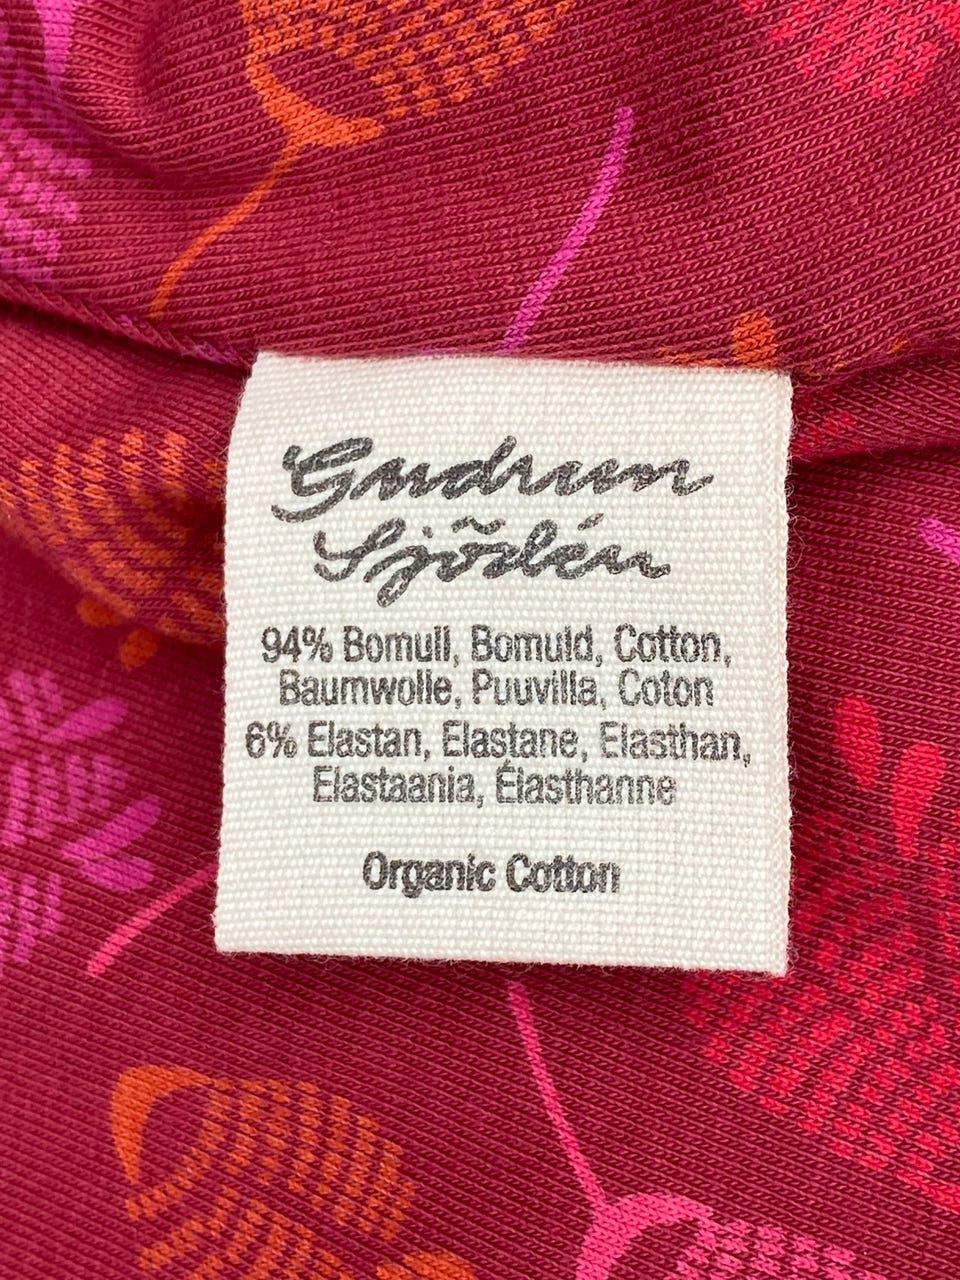 Gudrun
Sjödén
94% Bomull, Bomuld, Cotton,
Baumwolle, Puuvilla, Coton
6% Elastan, Elastane, Elasthan,
Elastaania, Élasthanne
Organic Cotton